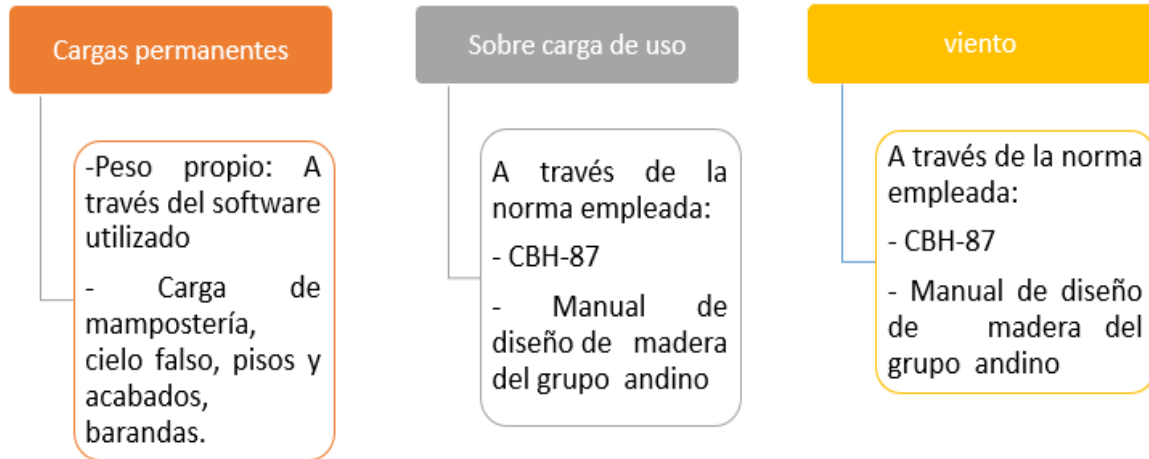 Cargas permanentes
-Peso propio: A
través del software
utilizado
- Carga de
mampostería,
cielo falso, pisos y
acabados,
barandas.
Sobre carga de uso
A través de la
norma empleada:
- CBH-87
- Manual de
diseño de madera
del grupo andino
viento
A través de la norma
empleada:
- CBH-87
- Manual de diseño
de madera del
grupo andino